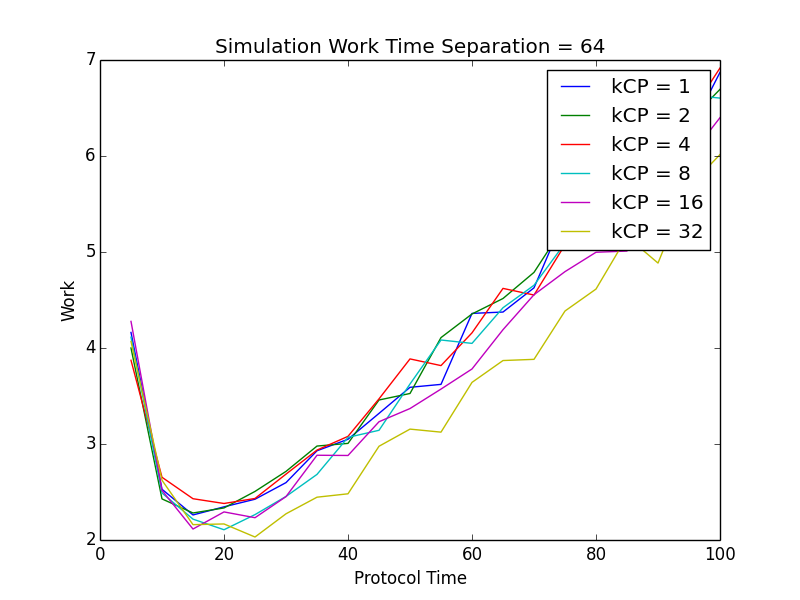 Simulation Work Time Separation = 64
7
6
5
4
3
2
Work
kCP = 1
kCP = 2
kCP = 4
kCP = 8
kCP = 16
kCP = 32
0
20
40
60
80
100
Protocol Time